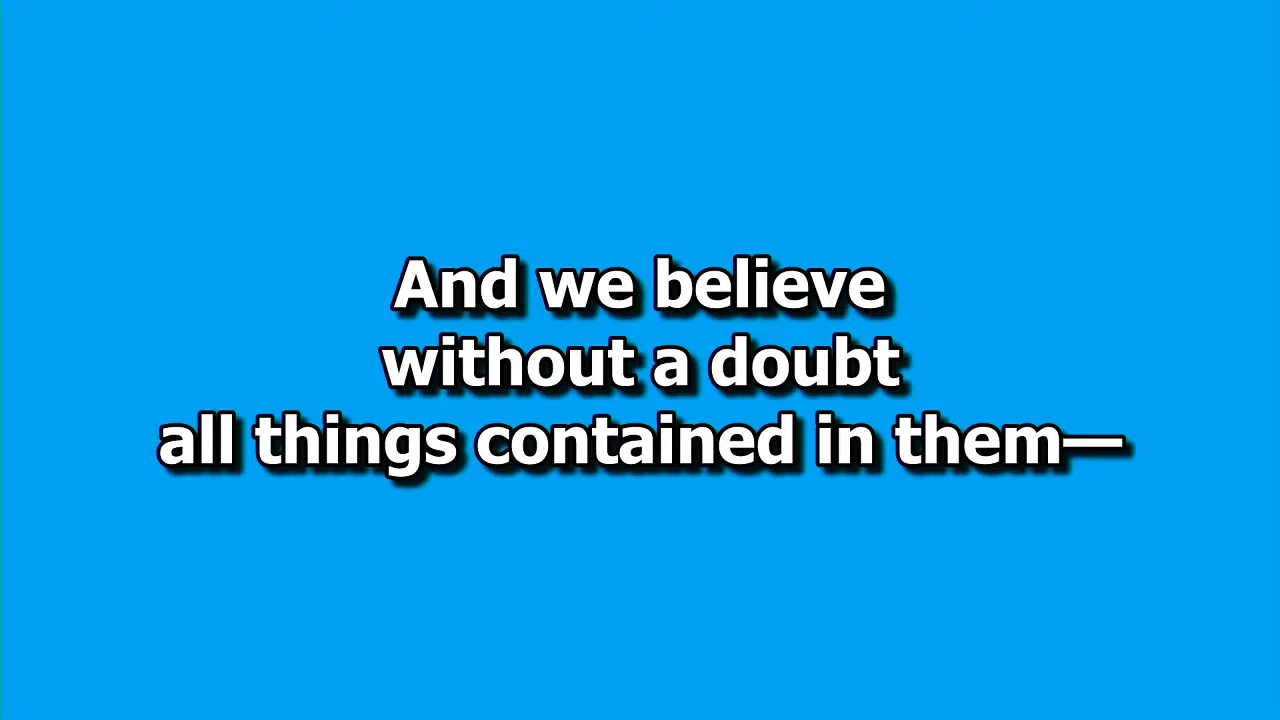 And we believe
without a doubt
all things contained in them—